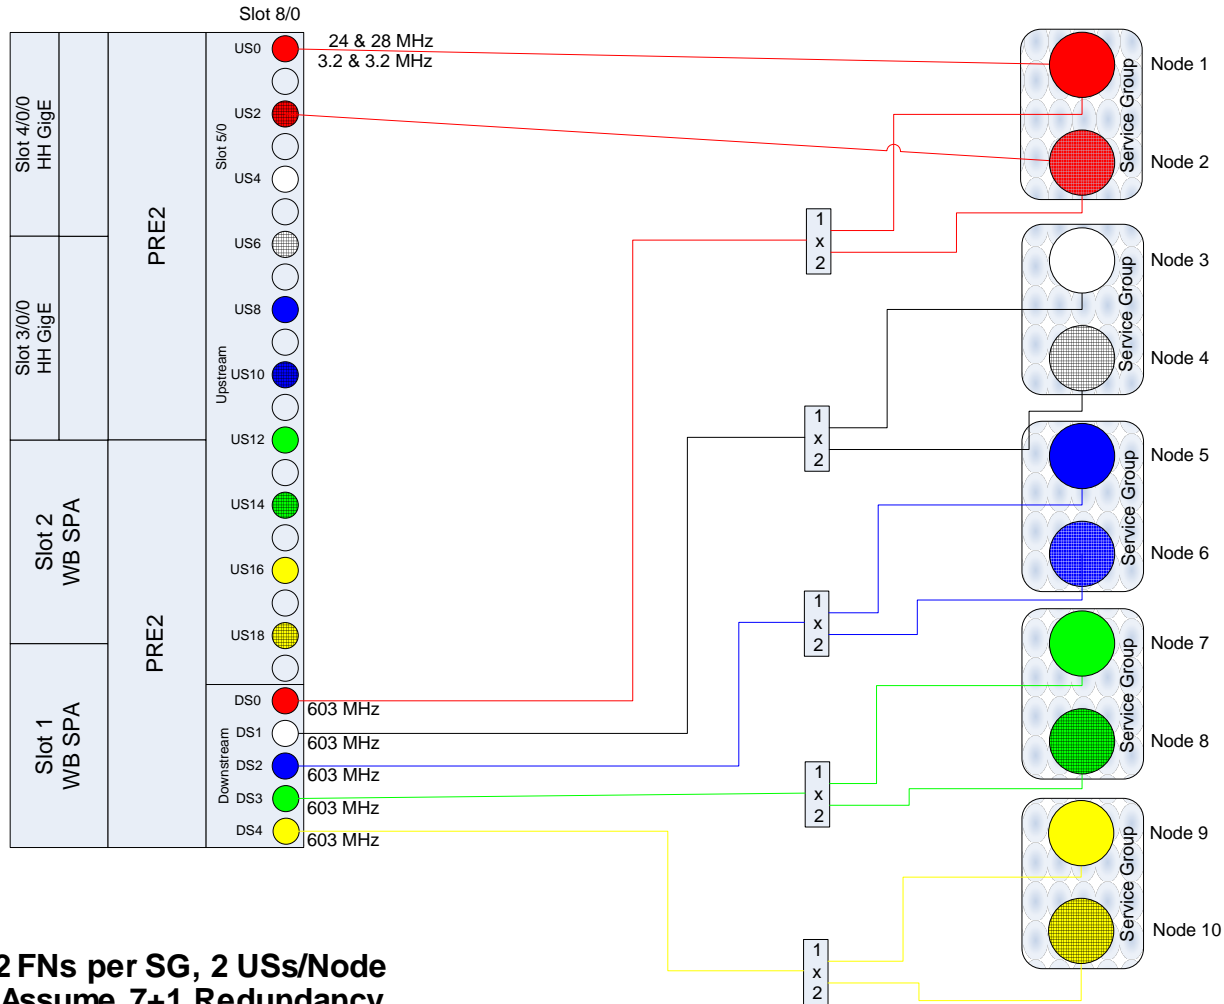 Slot 8/0
Slot 4/0/0
HH GigE
Slot 3/0/0
HH GigE
Slot 2
WB SPA
Slot 1
WB SPA
PRE2
PRE2
Slot 5/0
Upstream
Downstream
US0
US2
US4
US6
US8
US10
US12
US14
US16
US18
DS0
DS1
DS2
DS3
DS4
24 & 28 MHz
3.2 & 3.2 MHz
603 MHz
603 MHz
603 MHz
603 MHz
603 MHz
1
x
2
1
x
2
1
x
2
1
x
2
1
x
2
Service Group
Node 1
Node 2
Service Group
Node 3
Node 4
Service Group
Node 5
Node 6
Service Group
Node 7
Node 8
Service Group
Node 9
Node 10
2 FNs per SG, 2 USs/Node
Assume 7+1 Redundancy